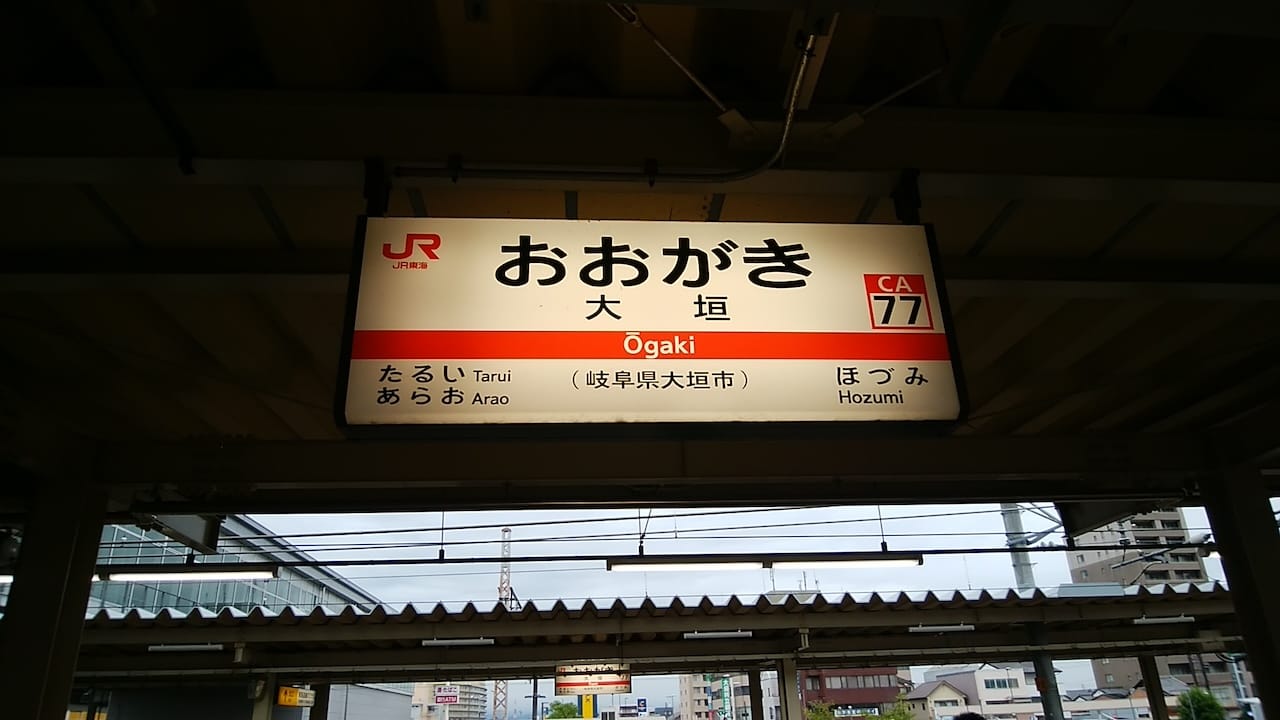 JR
JR東海
おおがき
大垣
CA
77
Ōgaki
たるい Tarui
あらお Arao
(岐阜県大垣市)
ほづみ
Hozumi